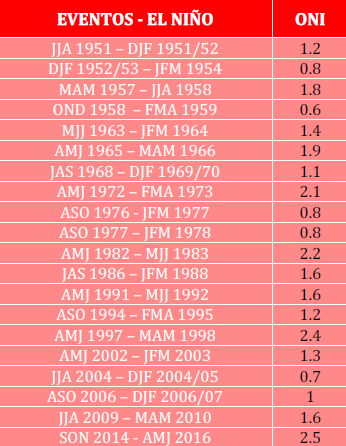 EVENTOS - EL NIÑO ONI
JJA 1951 – DJF 1951/52 1.2
DJF 1952/53 – JFM 1954 0.8
MAM 1957 – JJA 1958 1.8
OND 1958 – FMA 1959 0.6
MJJ 1963 – JFM 1964 1.4
AMJ 1965 – MAM 1966 1.9
JAS 1968 – DJF 1969/70 1.1
AMJ 1972 – FMA 1973 2.1
ASO 1976 - JFM 1977 0.8
ASO 1977 – JFM 1978 0.8
AMJ 1982 – MJJ 1983 2.2
JAS 1986 – JFM 1988 1.6
AMJ 1991 – MJJ 1992 1.6
ASO 1994 – FMA 1995 1.2
AMJ 1997 – MAM 1998 2.4
AMJ 2002 – JFM 2003 1.3
JJA 2004 – DJF 2004/05 0.7
ASO 2006 – DJF 2006/07 1
JJA 2009 – MAM 2010 1.6
SON 2014 - AMJ 2016 2.5